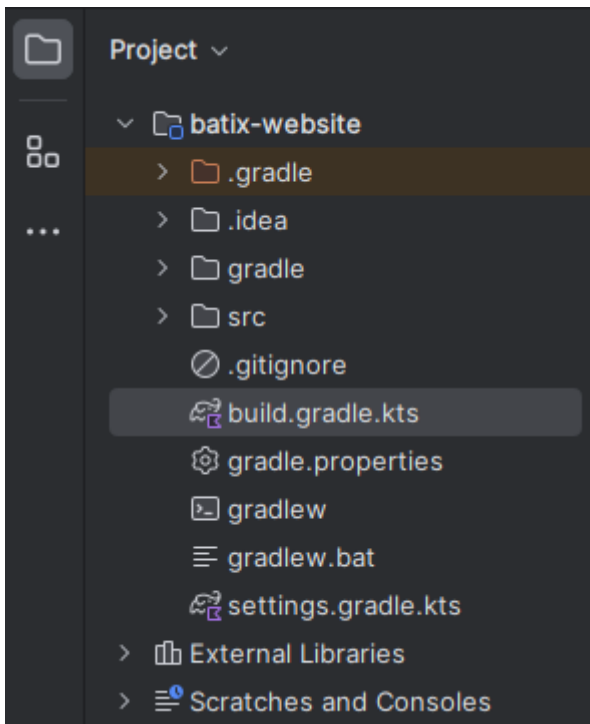 Project
batix-website
.gradle
.idea
gradle
src
.gitignore
build.gradle.kts
gradle.properties
gradlew
gradlew.bat
settings.gradle.kts
External Libraries
Scratches and Consoles